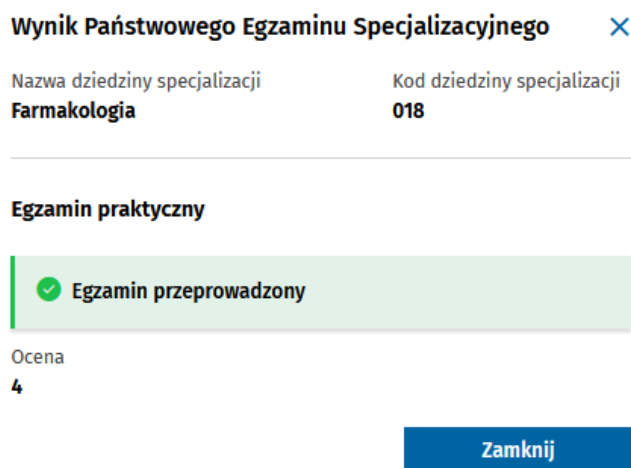 Wynik Państwowego Egzaminu Specjalizacyjnego
Nazwa dziedziny specjalizacji
Kod dziedziny specjalizacji
Farmakologia
018
Egzamin praktyczny
Egzamin przeprowadzony
Ocena
4
Zamknij